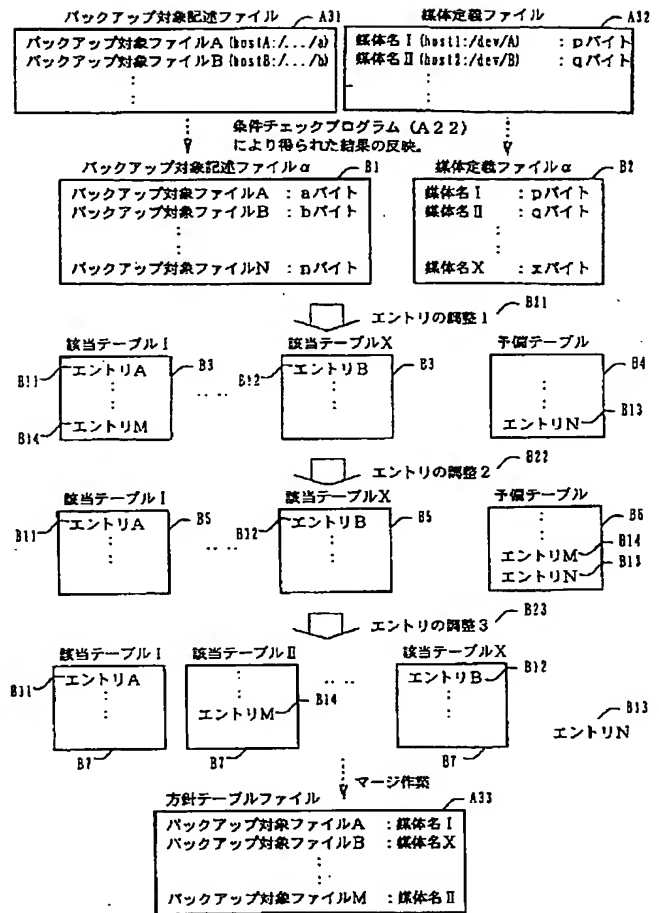 バックアップ対象記述ファイル A31 媒体定義ファイル A32
バックアップ対象ファイルA(hostA:/.../a) 媒体名Ⅰ(host1:/dev/A) :pバイト
バックアップ対象ファイルB(hostB:/.../b) 媒体名Ⅱ(host2:/dev/B) :qバイト
条件チェックプログラム(A22)
により得られた結果の反映。
バックアップ対象記述ファイルα B1 媒体定義ファイルα B2
バックアップ対象ファイルA :aバイト 媒体名Ⅰ :pバイト
バックアップ対象ファイルB :bバイト 媒体名Ⅱ :qバイト
バックアップ対象ファイルN :nバイト 媒体名X :xバイト
エントリの調整1 B21
該当テーブルⅠ 該当テーブルX 予備テーブル
B11 エントリA B3 B12 エントリB B3 B4
B14 エントリM エントリN B13
エントリの調整2 B22
該当テーブルⅠ 該当テーブルX 予備テーブル
B11 エントリA B5 B12 エントリB B5 B6
エントリM B14
エントリN B13
エントリの調整3 B23
該当テーブルⅠ 該当テーブルⅡ 該当テーブルX
B11 エントリA エントリB B12
エントリM B14 B13
エントリN
B7 B7 B7
マージ作業
方針テーブルファイル A33
バックアップ対象ファイルA :媒体名Ⅰ
バックアップ対象ファイルB :媒体名X
バックアップ対象ファイルM :媒体名Ⅱ